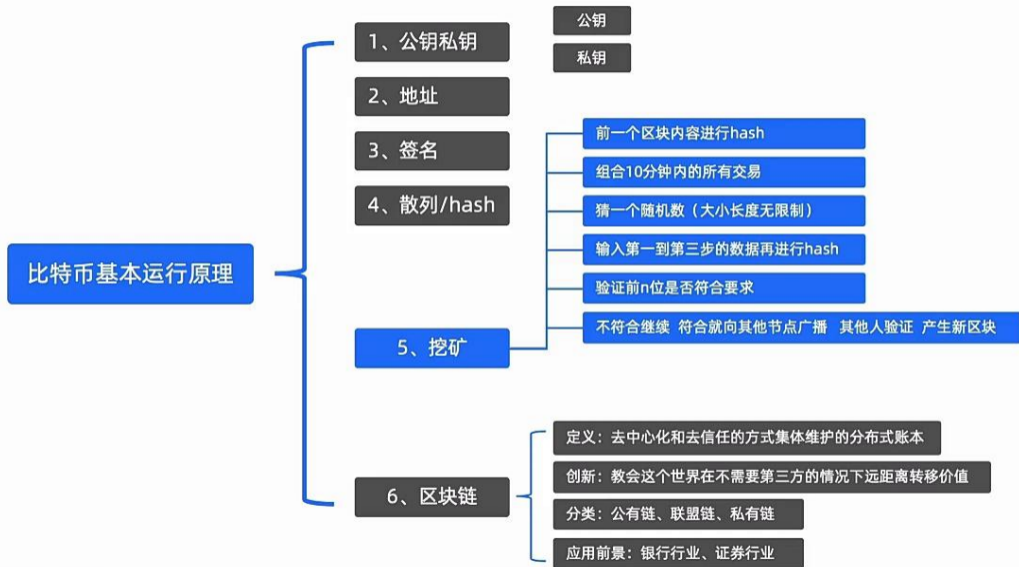 比特币基本运行原理
1、公钥私钥
公钥
私钥
2、地址
3、签名
4、散列/hash
5、挖矿
前一个区块内容进行hash
组合10分钟内的所有交易
猜一个随机数（大小长度无限制）
输入第一到第三步的数据再进行hash
验证前n位是否符合要求
不符合继续 符合就向其他节点广播 其他人验证 产生新区块
6、区块链
定义：去中心化和去信任的方式集体维护的分布式账本
创新：教会这个世界在不需要第三方的情况下远距离转移价值
分类：公有链、联盟链、私有链
应用前景：银行行业、证券行业